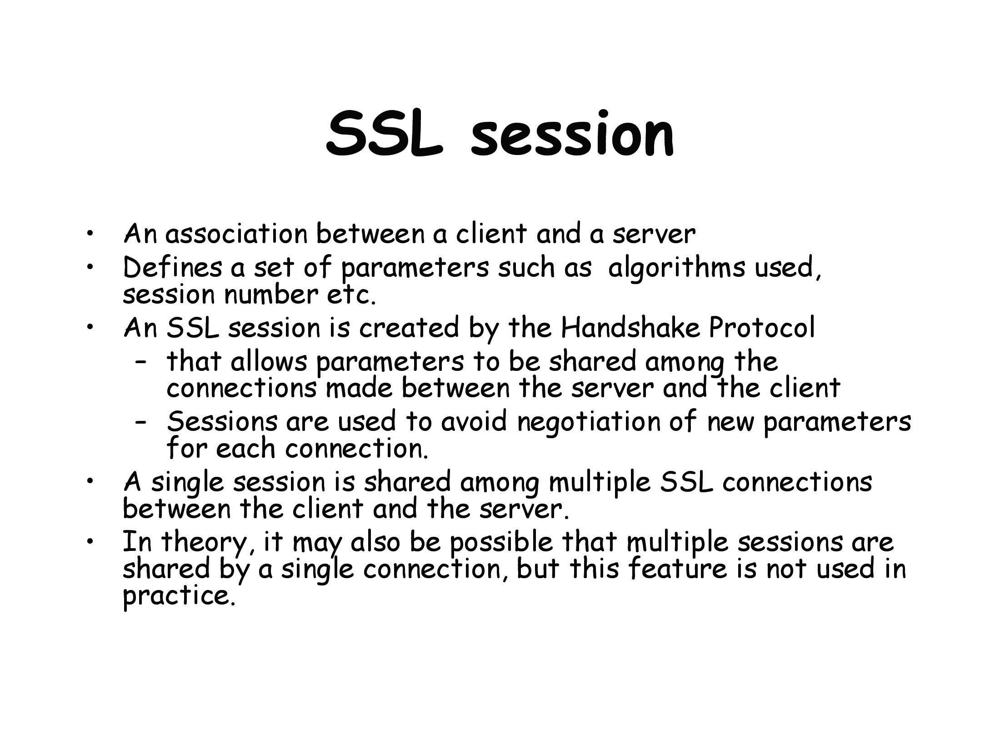 SSL session
• An association between a client and a server
• Defines a set of parameters such as  algorithms used,
session number etc.
• An SSL session is created by the Handshake Protocol
– that allows parameters to be shared among the
connections made between the server and the client
– Sessions are used to avoid negotiation of new parameters
for each connection.
• A single session is shared among multiple SSL connections
between the client and the server.
• In theory, it may also be possible that multiple sessions are
shared by a single connection, but this feature is not used in
practice.